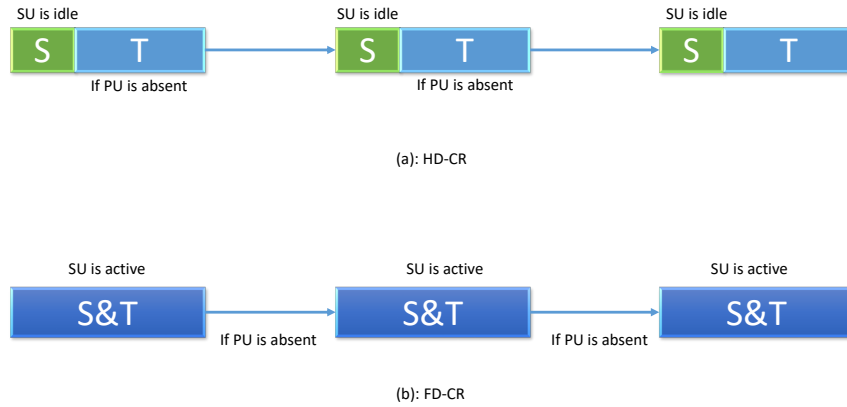 SU is idle
SU is idle
SU is idle
S T
S T
S T
If PU is absent
If PU is absent
(a): HD-CR
SU is active
SU is active
SU is active
S&T
S&T
S&T
If PU is absent
If PU is absent
(b): FD-CR